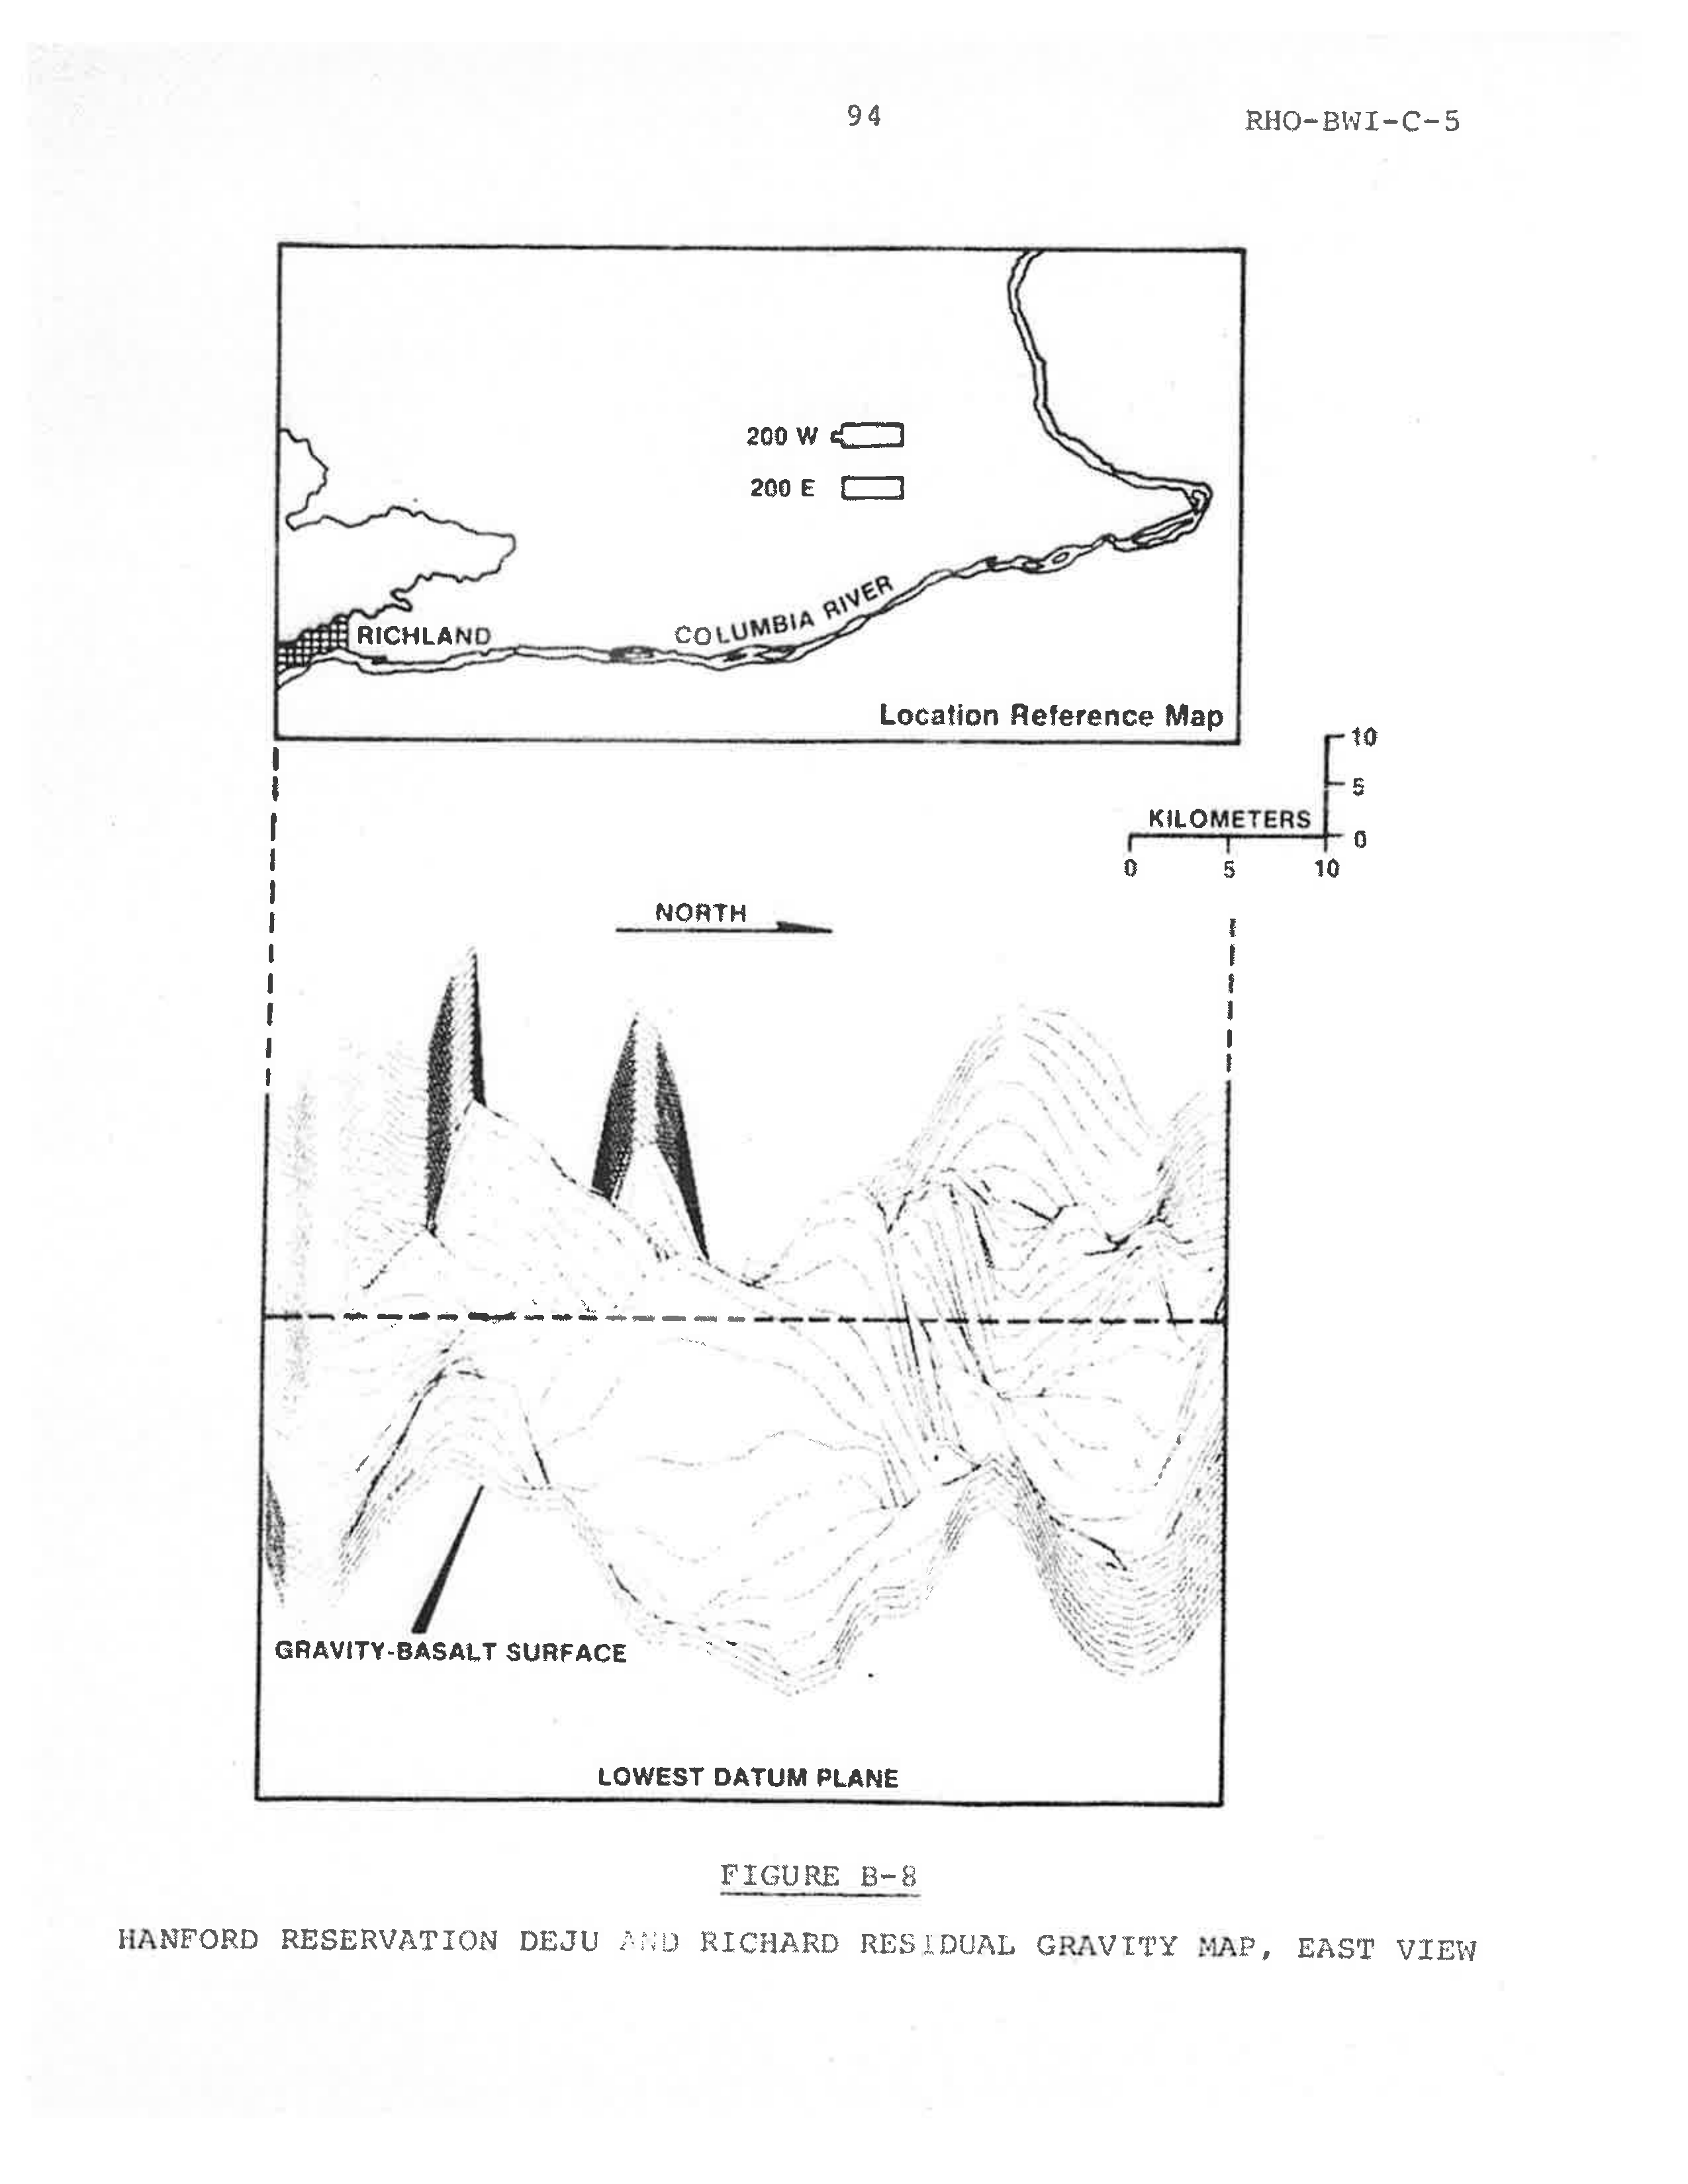 94
RHO-BWI-C-5
200 W
200 E
COLUMBIA RIVER
RICHLAND
Location Reference Map
10
5
KILOMETERS
0
0 5 10
NORTH
GRAVITY-BASALT SURFACE
LOWEST DATUM PLANE
FIGURE B-8
HANFORD RESERVATION DEJU AND RICHARD RESIDUAL GRAVITY MAP, EAST VIEW